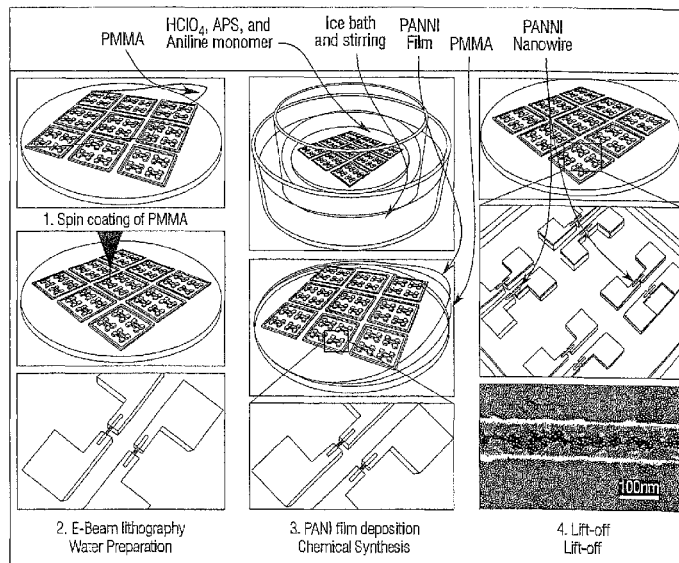 PMMA
HClO4, APS, and
Aniline monomer
Ice bath
and stirring
PANNI
Film
PMMA
PANNI
Nanowire
1. Spin coating of PMMA
2. E-Beam lithography
Water Preparation
3. PANI film deposition
Chemical Synthesis
100nm
4. Lift-off
Lift-off